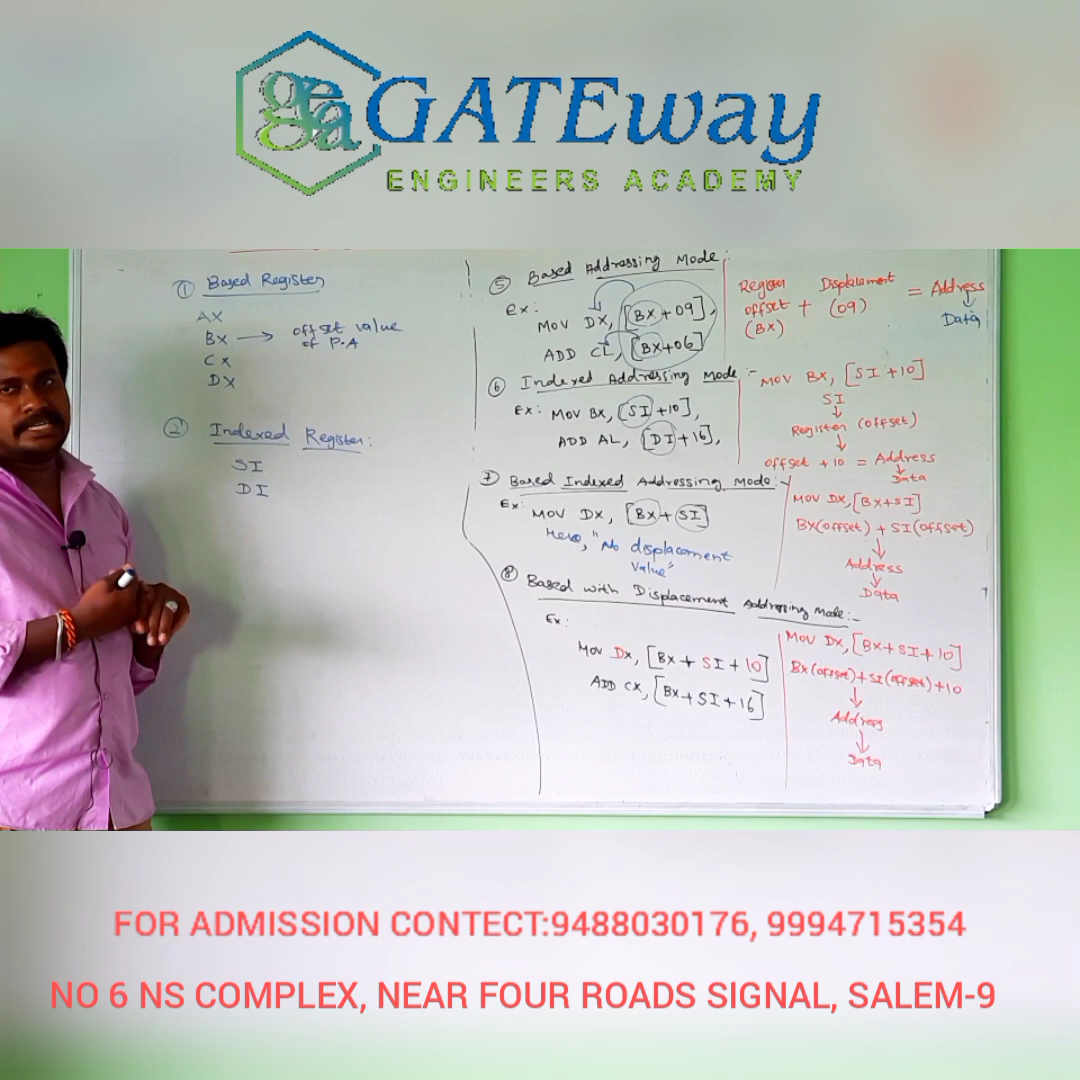 gea GATEway
ENGINEERS ACADEMY
① Based Register
AX
BX → offset value
of P.A
CX
DX
② Indexed Register:
SI
DI
⑤ Based Addressing Mode:
Ex:
MOV DX, [BX+09],
ADD CL, [BX+06]
Register offset (BX) + Displacement (09) = Address
↓
Data
⑥ Indexed Addressing Mode:-
Ex: MOV BX, [SI+10],
ADD AL, [DI+16],
MOV BX, [SI+10]
SI
↓
Register (offset)
↓
offset + 10 = Address
↓
Data
⑦ Based Indexed Addressing Mode:-
Ex:
MOV DX, [BX+SI]
Here, "No displacement
value"
MOV DX, [BX+SI]
BX(offset) + SI(offset)
↓
Address
↓
Data
⑧ Based with Displacement Addressing Mode:-
Ex:
MOV DX, [BX+SI+10]
ADD CX, [BX+SI+16]
MOV DX, [BX+SI+10]
BX(offset)+SI(offset)+10
↓
Address
↓
Data
FOR ADMISSION CONTECT:9488030176, 9994715354
NO 6 NS COMPLEX, NEAR FOUR ROADS SIGNAL, SALEM-9